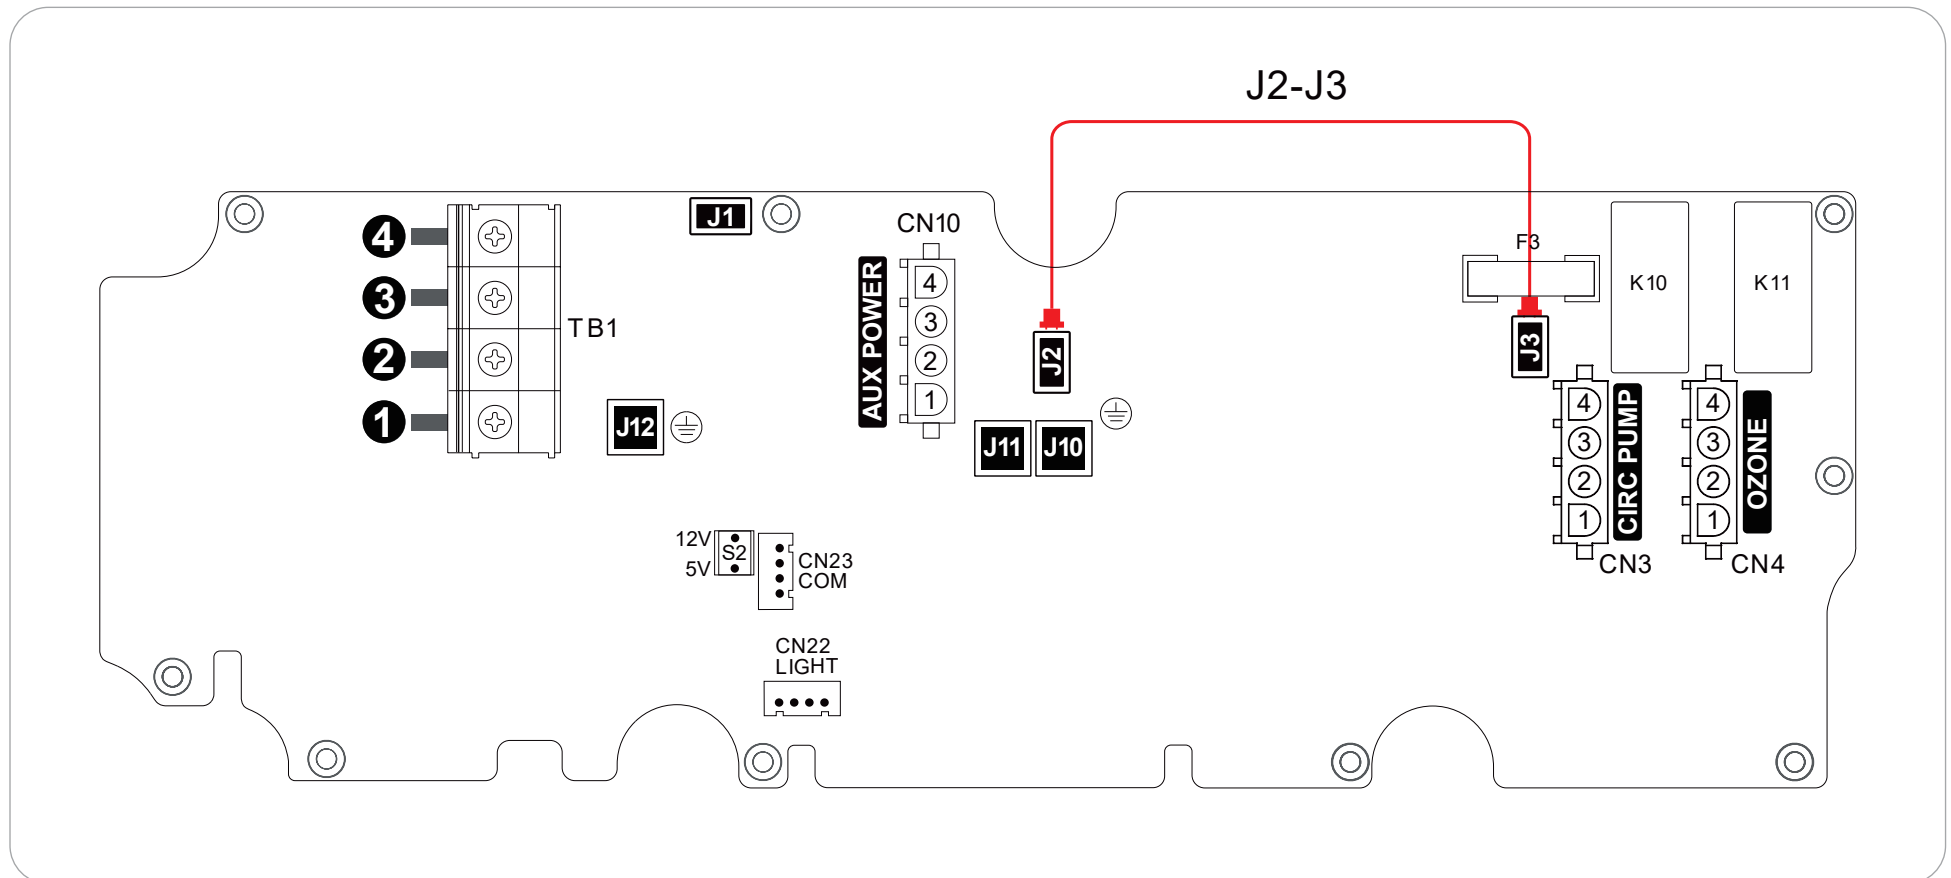 J2-J3
J1
CN10
AUX POWER
4
3
2
1
4
3
2
1
TB1
J12
J2
J11
J10
F3
J3
K10
K11
4
3
2
1
CIRC PUMP
CN3
4
3
2
1
OZONE
CN4
12V
5V
S2
CN23
COM
CN22
LIGHT